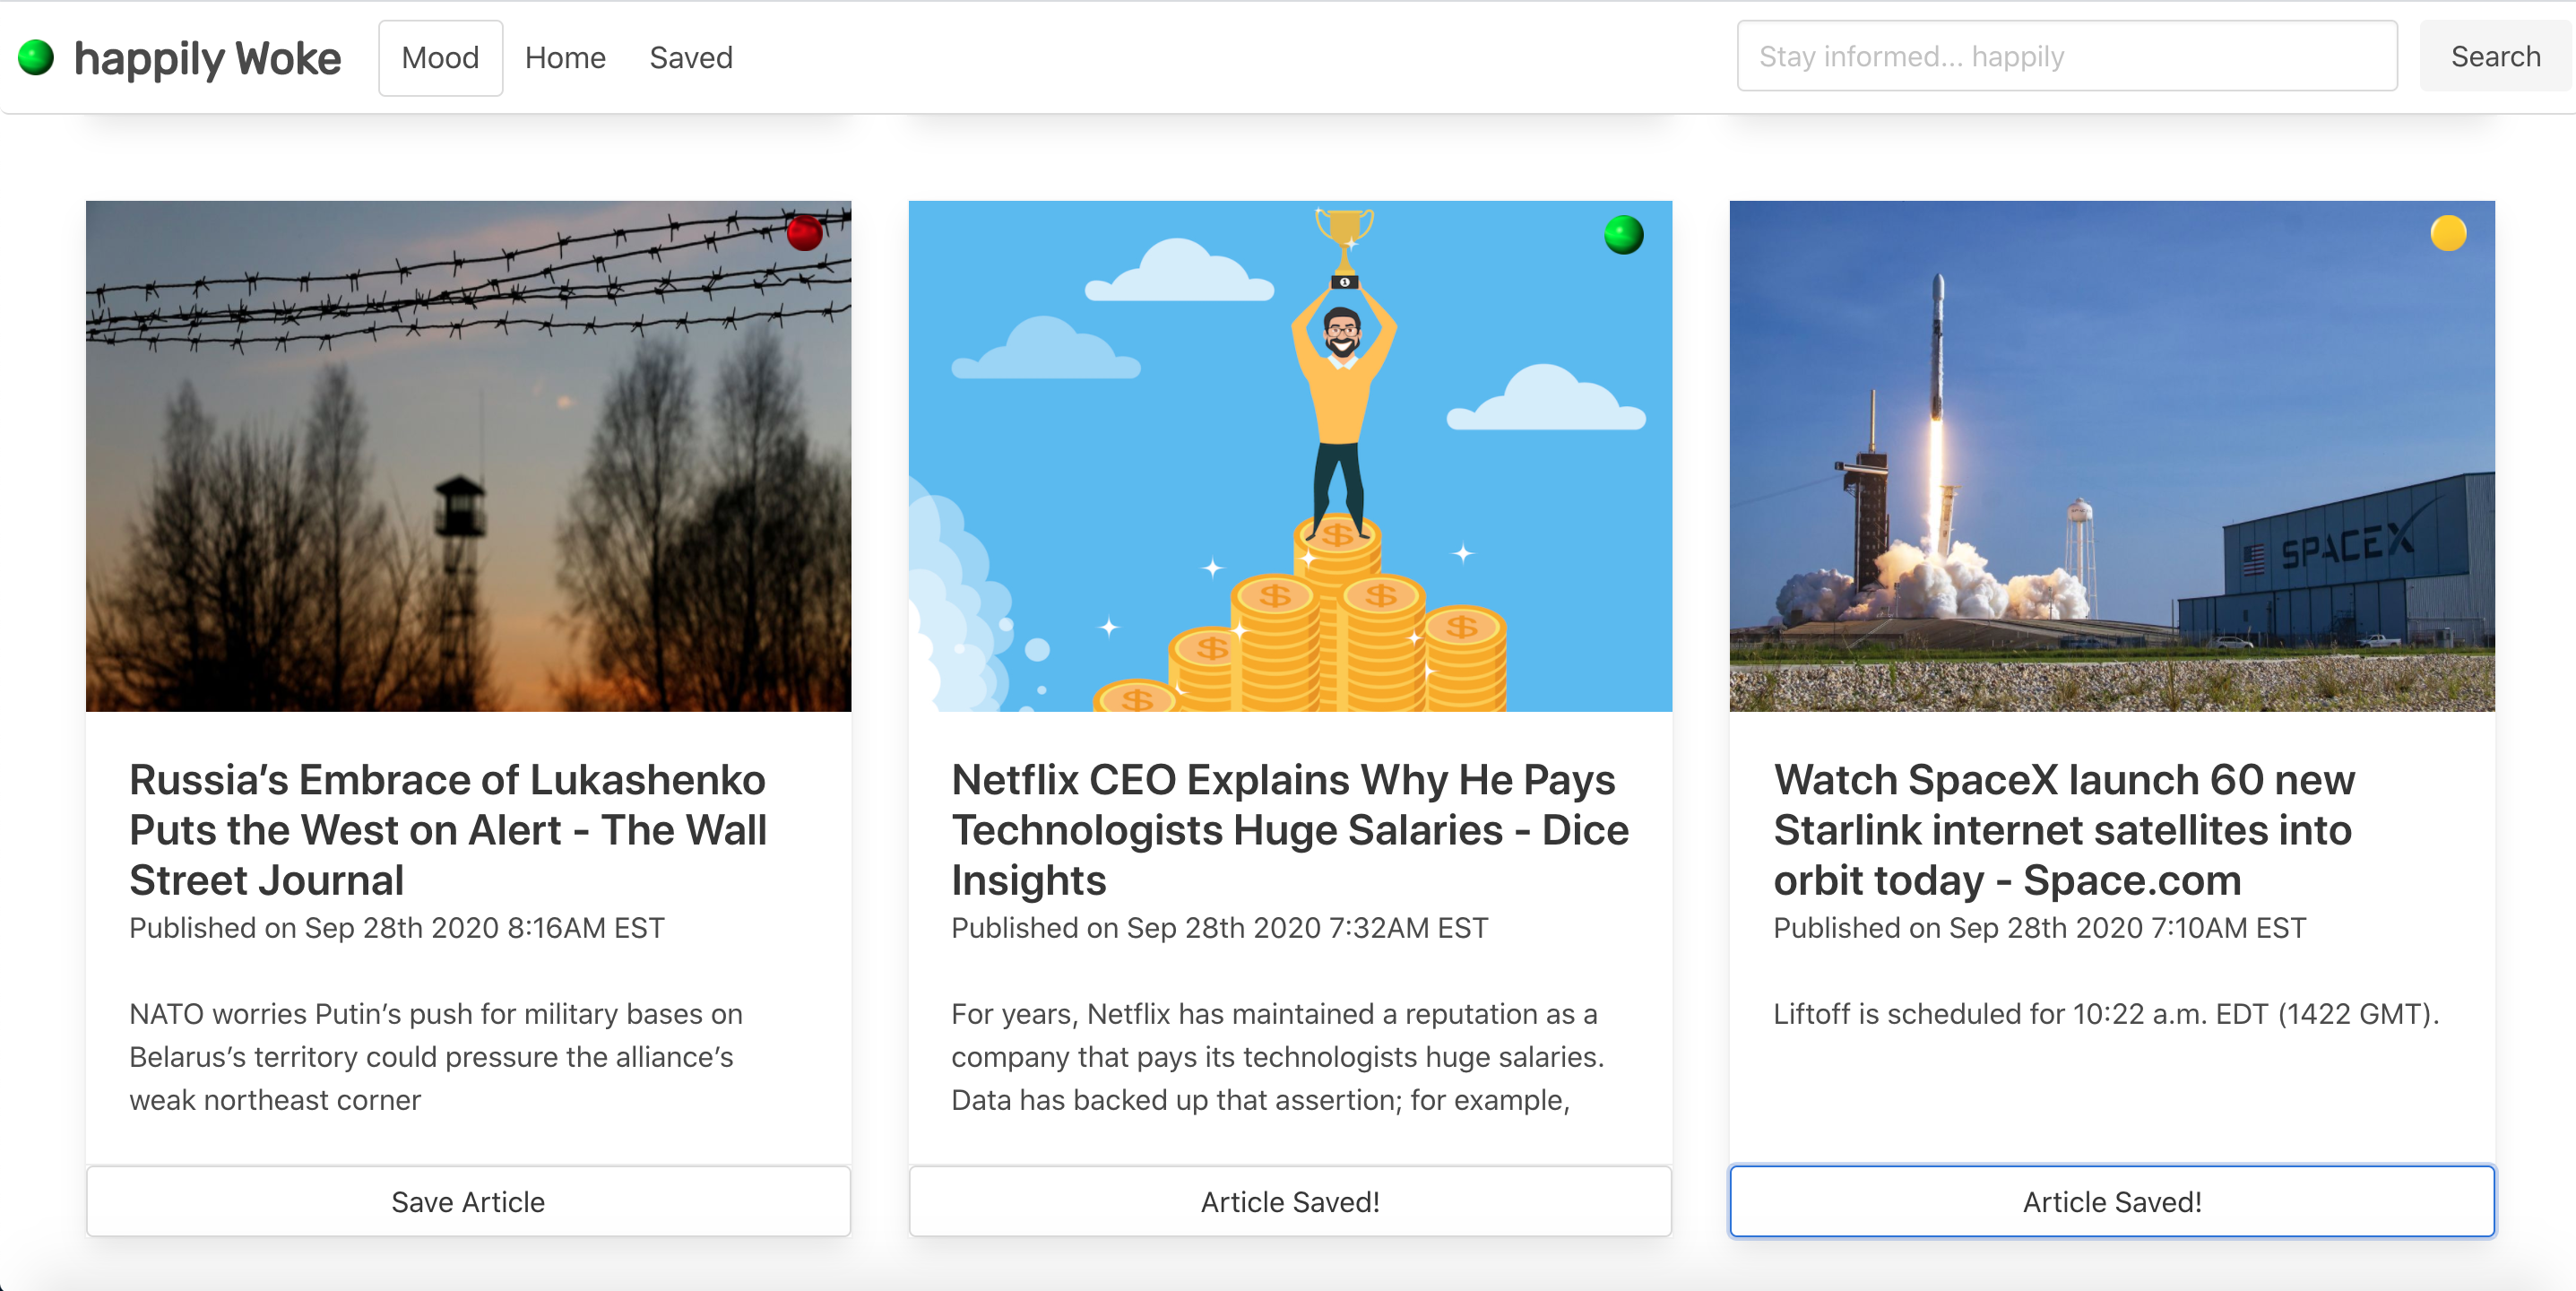 happily Woke
Mood
Home
Saved
Stay informed... happily
Search
1
SPACEX
$
$ $
$ $
$
Russia’s Embrace of Lukashenko
Puts the West on Alert - The Wall
Street Journal
Published on Sep 28th 2020 8:16AM EST
NATO worries Putin’s push for military bases on
Belarus’s territory could pressure the alliance’s
weak northeast corner
Save Article
Netflix CEO Explains Why He Pays
Technologists Huge Salaries - Dice
Insights
Published on Sep 28th 2020 7:32AM EST
For years, Netflix has maintained a reputation as a
company that pays its technologists huge salaries.
Data has backed up that assertion; for example,
Article Saved!
Watch SpaceX launch 60 new
Starlink internet satellites into
orbit today - Space.com
Published on Sep 28th 2020 7:10AM EST
Liftoff is scheduled for 10:22 a.m. EDT (1422 GMT).
Article Saved!